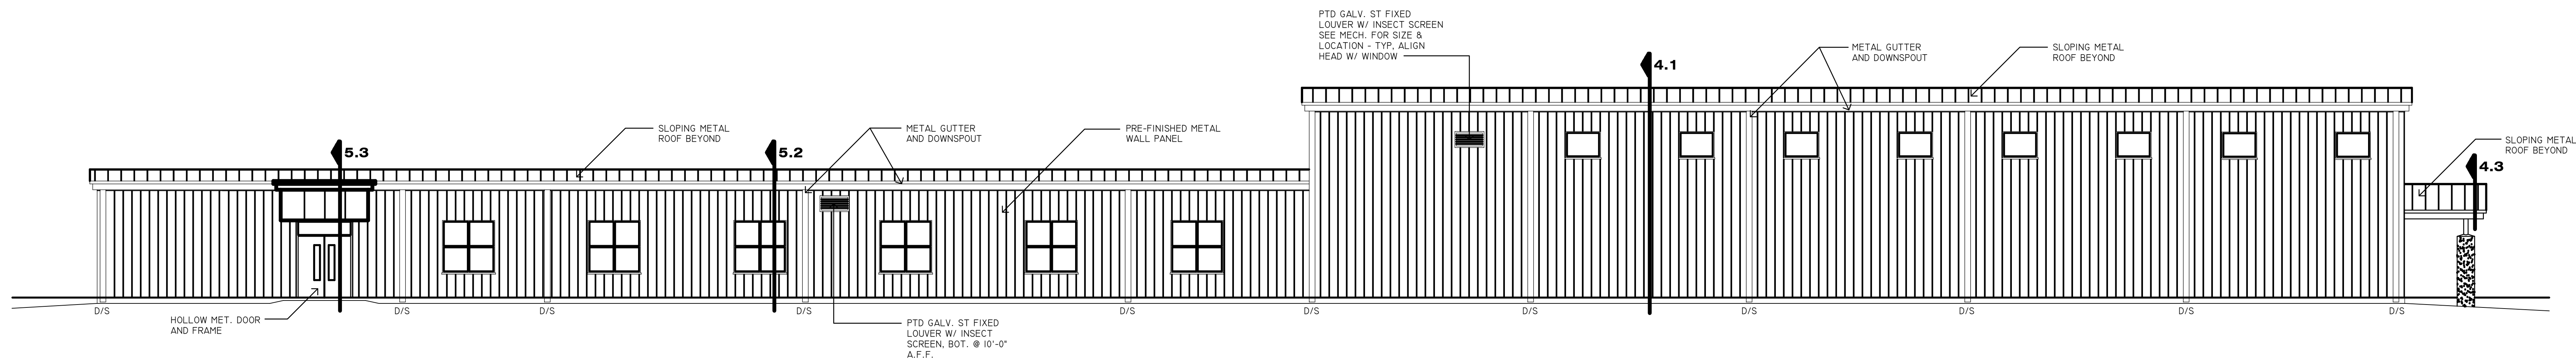 PTD GALV. ST FIXED
LOUVER W/ INSECT SCREEN
SEE MECH. FOR SIZE &
LOCATION - TYP, ALIGN
HEAD W/ WINDOW
4.1
METAL GUTTER
AND DOWNSPOUT
SLOPING METAL
ROOF BEYOND
5.3
SLOPING METAL
ROOF BEYOND
5.2
METAL GUTTER
AND DOWNSPOUT
PRE-FINISHED METAL
WALL PANEL
SLOPING METAL
ROOF BEYOND
4.3
D/S
D/S
D/S
D/S
D/S
D/S
D/S
D/S
D/S
D/S
D/S
HOLLOW MET. DOOR
AND FRAME
PTD GALV. ST FIXED
LOUVER W/ INSECT
SCREEN, BOT. @ 10'-0"
A.F.F.